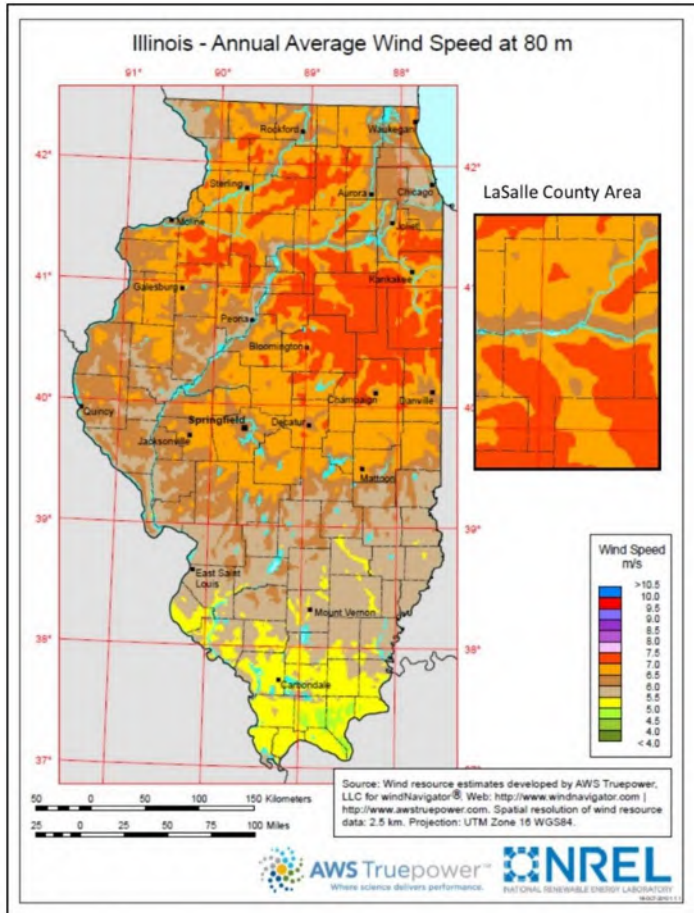 Illinois - Annual Average Wind Speed at 80 m
91° 90° 89° 88°
Rockford
Waukegan
42°
42°
Sterling
Aurora
Chicago
LaSalle County Area
Moline
Joliet
41°
41°
Kankakee
Galesburg
Peoria
Bloomington
40°
40°
Quincy
Champaign
Danville
Springfield
Decatur
Jacksonville
Mattoon
39°
39°
East Saint
Louis
Mount Vernon
38°
38°
Carbondale
37°
37°
Wind Speed
m/s
>10.5
10.0
9.5
9.0
8.5
8.0
7.5
7.0
6.5
6.0
5.5
5.0
4.5
4.0
< 4.0
50 0 50 100 150 Kilometers
25 0 25 50 100 Miles
Source: Wind resource estimates developed by AWS Truepower,
LLC for windNavigator®. Web: http://www.windnavigator.com |
http://www.awstruepower.com. Spatial resolution of wind resource
data: 2.5 km. Projection: UTM Zone 16 WGS84.
AWS Truepower
Where science delivers performance.
NREL
NATIONAL RENEWABLE ENERGY LABORATORY